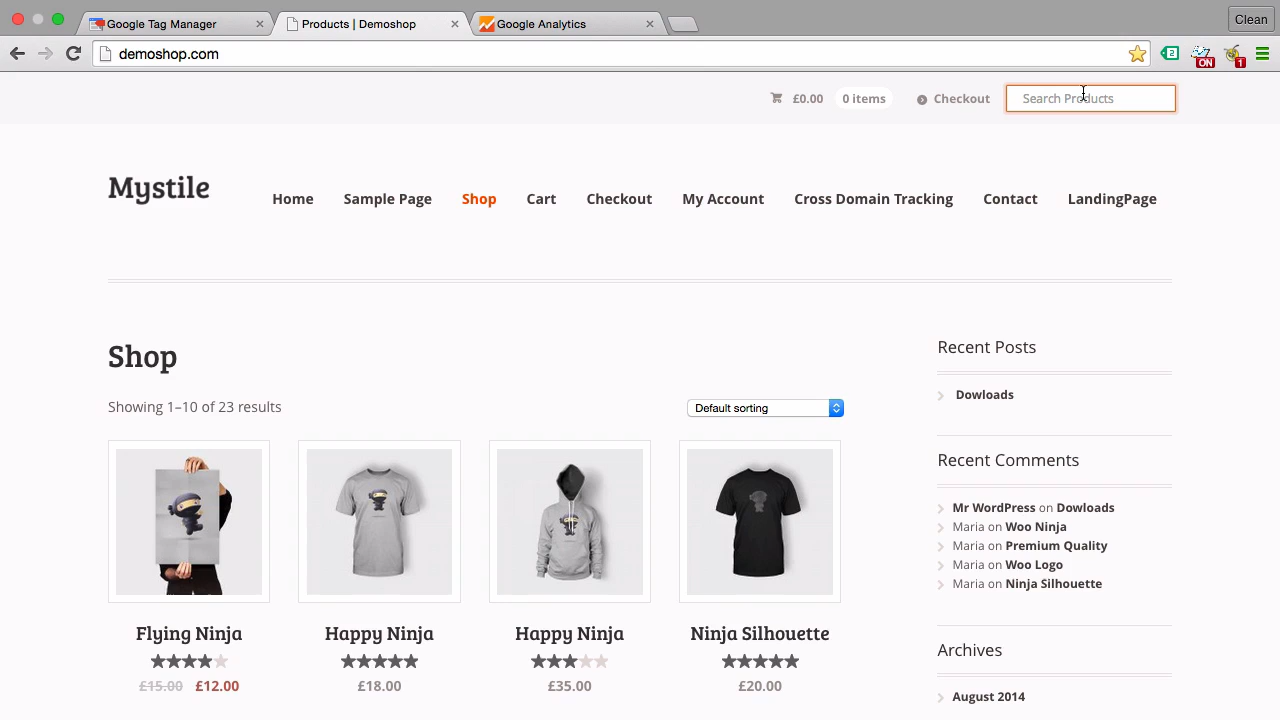 Google Tag Manager
Products | Demoshop
Google Analytics
Clean
demoshop.com
2
ON
1
£0.00
0 items
Checkout
Search Products
Mystile
Home
Sample Page
Shop
Cart
Checkout
My Account
Cross Domain Tracking
Contact
LandingPage
Shop
Showing 1–10 of 23 results
Default sorting
Flying Ninja
£15.00 £12.00
Happy Ninja
£18.00
Happy Ninja
£35.00
Ninja Silhouette
£20.00
Recent Posts
Dowloads
Recent Comments
Mr WordPress on Dowloads
Maria on Woo Ninja
Maria on Premium Quality
Maria on Woo Logo
Maria on Ninja Silhouette
Archives
August 2014